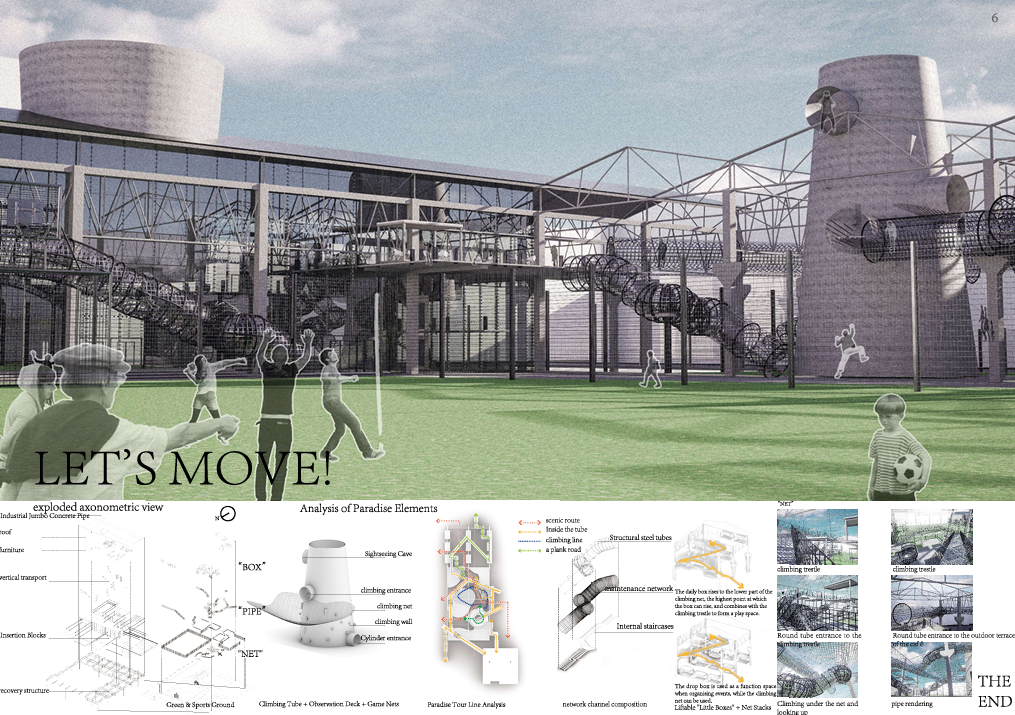 6
LET'S MOVE!
exploded axonometric view
Industrial Jumbo Concrete Pipe
roof
furniture
vertical transport
Insertion Blocks
recovery structure
N
"BOX"
"PIPE"
"NET"
Green & Sports Ground
Analysis of Paradise Elements
Sightseeing Cave
climbing entrance
climbing net
climbing wall
Cylinder entrance
Climbing Tube + Observation Deck + Game Nets
scenic route
Inside the tube
climbing line
a plank road
Paradise Tour Line Analysis
Structural steel tubes
maintenance network
Internal staircases
network channel composition
The daily box rises to the lower part of the
climbing net, the highest point at which
the box can rise, and combines with the
climbing trestle to form a play space.
The drop box is used as a function space
when organising events, while the climbing
net can be used.
Liftable "Little Boxes" + Net Stacks
"NET"
climbing trestle
climbing trestle
Round tube entrance to the
climbing trestle
Round tube entrance to the outdoor terrace
of the café
Climbing under the net and
looking up
pipe rendering
THE
END